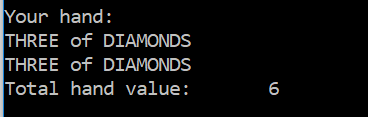 Your hand:
THREE of DIAMONDS
THREE of DIAMONDS
Total hand value:       6